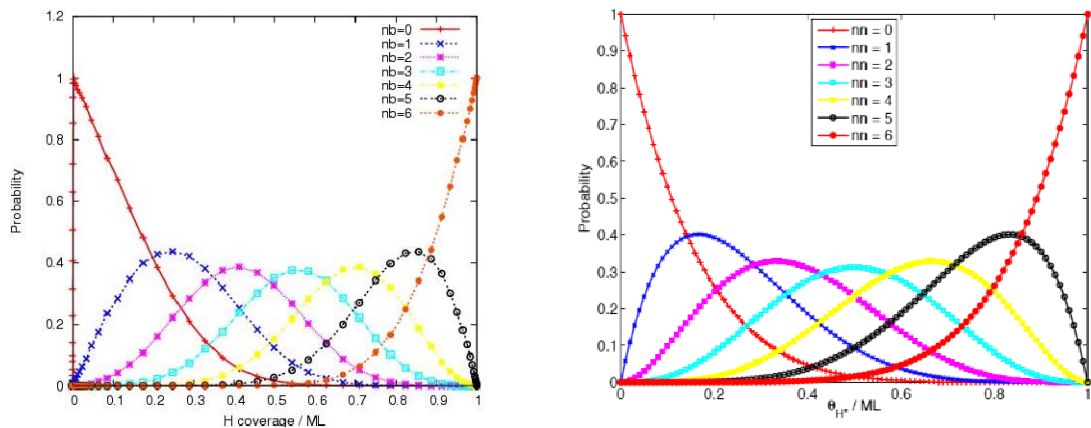 1.2
1
0.8
0.6
0.4
0.2
0
Probability
nb=0
nb=1
nb=2
nb=3
nb=4
nb=5
nb=6
0 0.1 0.2 0.3 0.4 0.5 0.6 0.7 0.8 0.9 1
H coverage / ML
1
0.9
0.8
0.7
0.6
0.5
0.4
0.3
0.2
0.1
0
Probability
nn = 0
nn = 1
nn = 2
nn = 3
nn = 4
nn = 5
nn = 6
0 0.2 0.4 0.6 0.8 1
θH* / ML